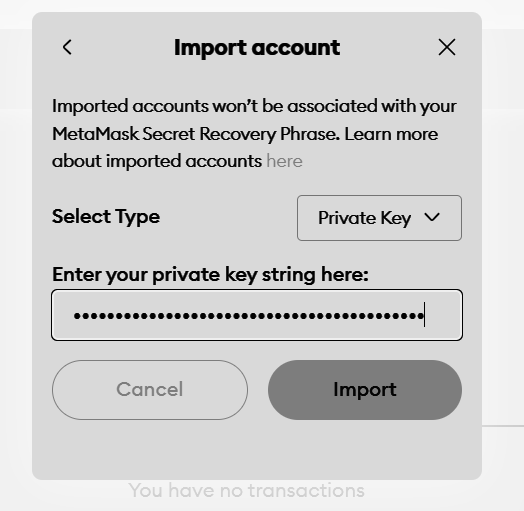 Import account
Imported accounts won't be associated with your
MetaMask Secret Recovery Phrase. Learn more
about imported accounts here
Select Type
Private Key
Enter your private key string here:
Cancel
Import
You have no transactions